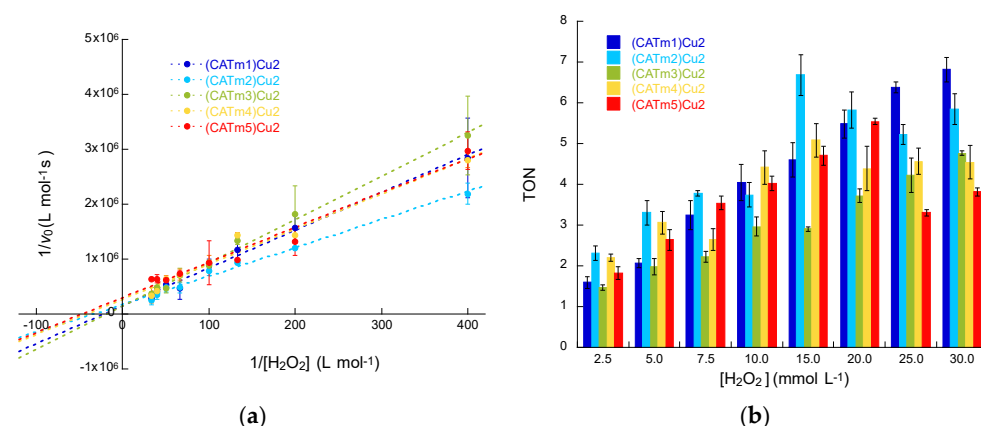 5x10⁶
4x10⁶
3x10⁶
2x10⁶
1x10⁶
0
-1x10⁶
1/v₀(L mol⁻¹s )
(CATm1)Cu2
(CATm2)Cu2
(CATm3)Cu2
(CATm4)Cu2
(CATm5)Cu2
-100 0 100 200 300 400
1/[H₂O₂] (L mol⁻¹)
(a)
8
7
6
5
4
3
2
1
0
TON
(CATm1)Cu2
(CATm2)Cu2
(CATm3)Cu2
(CATm4)Cu2
(CATm5)Cu2
2.5 5.0 7.5 10.0 15.0 20.0 25.0 30.0
[H₂O₂] (mmol L⁻¹)
(b)